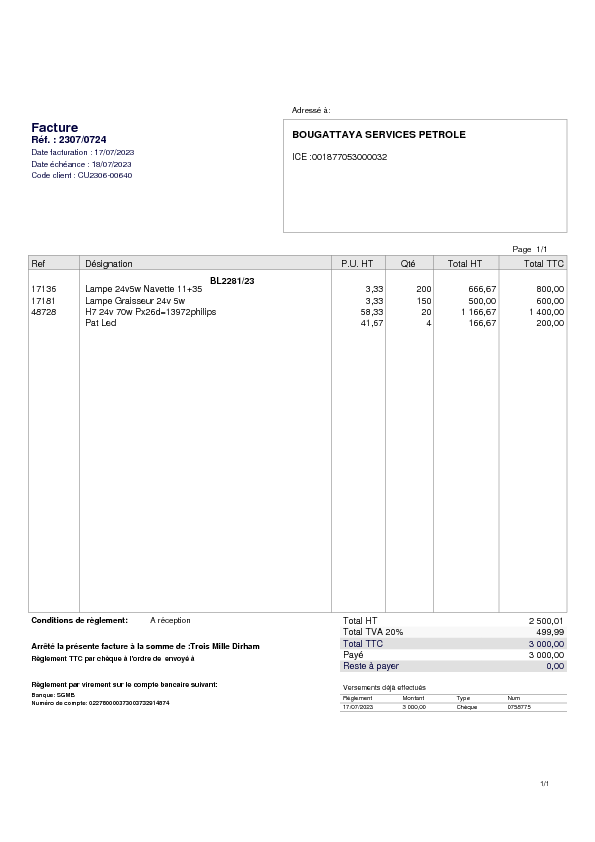 Adressé à:
Facture
Réf. : 2307/0724
Date facturation : 17/07/2023
Date échéance : 18/07/2023
Code client : CU2306-00640
BOUGATTAYA SERVICES PETROLE
ICE :001877053000032
Page 1/1
Ref Désignation P.U. HT Qté Total HT Total TTC
BL2281/23
17136 Lampe 24v5w Navette 11+35 3,33 200 666,67 800,00
17181 Lampe Graisseur 24v 5w 3,33 150 500,00 600,00
48728 H7 24v 70w Px26d=13972philips 58,33 20 1 166,67 1 400,00
Pat Led 41,67 4 166,67 200,00
Conditions de règlement: A réception
Total HT 2 500,01
Total TVA 20% 499,99
Total TTC 3 000,00
Payé 3 000,00
Reste à payer 0,00
Arrêté la présente facture à la somme de :Trois Mille Dirham
Règlement TTC par chèque à l'ordre de envoyé à
Règlement par virement sur le compte bancaire suivant:
Banque: SGMB
Numéro de compte:
Versements déjà effectués
Règlement Montant Type Num
17/07/2023 3 000,00 Chèque 0758775
1/1